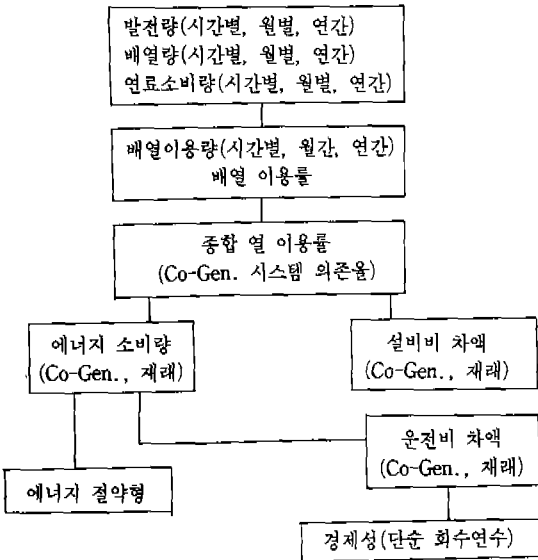 발전량(시간별, 월별, 연간)
배열량(시간별, 월별, 연간)
연료소비량(시간별, 월별, 연간)
배열이용량(시간별, 월간, 연간)
배열 이용률
종합 열 이용률
(Co-Gen. 시스템 의존율)
에너지 소비량
(Co-Gen., 재래)
설비비 차액
(Co-Gen., 재래)
운전비 차액
(Co-Gen., 재래)
에너지 절약형
경제성(단순 회수연수)